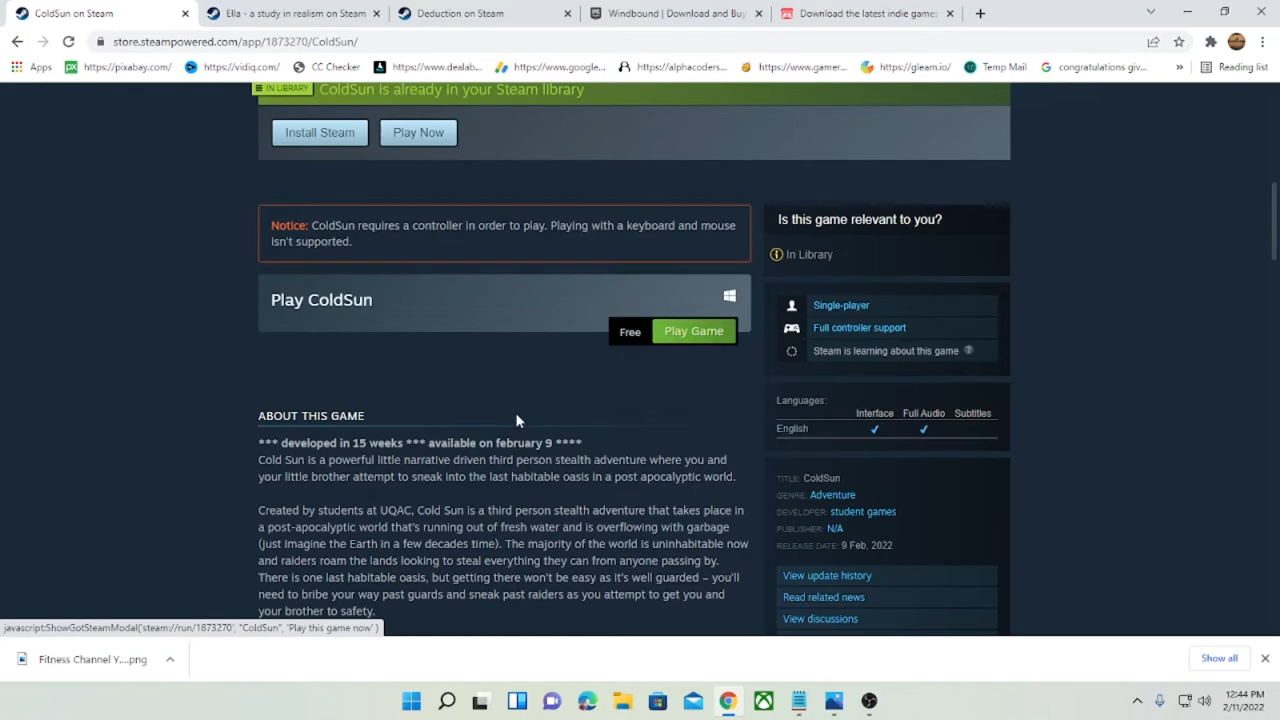 ColdSun on Steam
Ella - a study in realism on Steam
Deduction on Steam
Windbound | Download and Buy
Download the latest indie games
store.steampowered.com/app/1873270/ColdSun/
Apps
https://pixabay.com/
https://vidiq.com/
CC Checker
https://www.dealab...
https://www.google...
https://alphacoders...
https://www.gamer...
https://gleam.io/
Temp Mail
congratulations giv...
»
Reading list
IN LIBRARY
ColdSun is already in your Steam library
Install Steam
Play Now
Notice: ColdSun requires a controller in order to play. Playing with a keyboard and mouse
isn't supported.
Play ColdSun
Free
Play Game
ABOUT THIS GAME
*** developed in 15 weeks *** available on february 9 ****
Cold Sun is a powerful little narrative driven third person stealth adventure where you and
your little brother attempt to sneak into the last habitable oasis in a post apocalyptic world.
Created by students at UQAC, Cold Sun is a third person stealth adventure that takes place in
a post-apocalyptic world that's running out of fresh water and is overflowing with garbage
(just imagine the Earth in a few decades time). The majority of the world is uninhabitable now
and raiders roam the lands looking to steal everything they can from anyone passing by.
There is one last habitable oasis, but getting there won't be easy as it's well guarded – you'll
need to bribe your way past guards and sneak past raiders as you attempt to get you and
your brother to safety.
Is this game relevant to you?
In Library
Single-player
Full controller support
Steam is learning about this game ?
Languages:
Interface Full Audio Subtitles
English ✔ ✔
TITLE: ColdSun
GENRE: Adventure
DEVELOPER: student games
PUBLISHER: N/A
RELEASE DATE: 9 Feb, 2022
View update history
Read related news
View discussions
javascript:ShowGotSteamModal('steam://run/1873270', "ColdSun", 'Play this game now' )
Fitness Channel Y....png
Show all
12:44 PM
2/11/2022